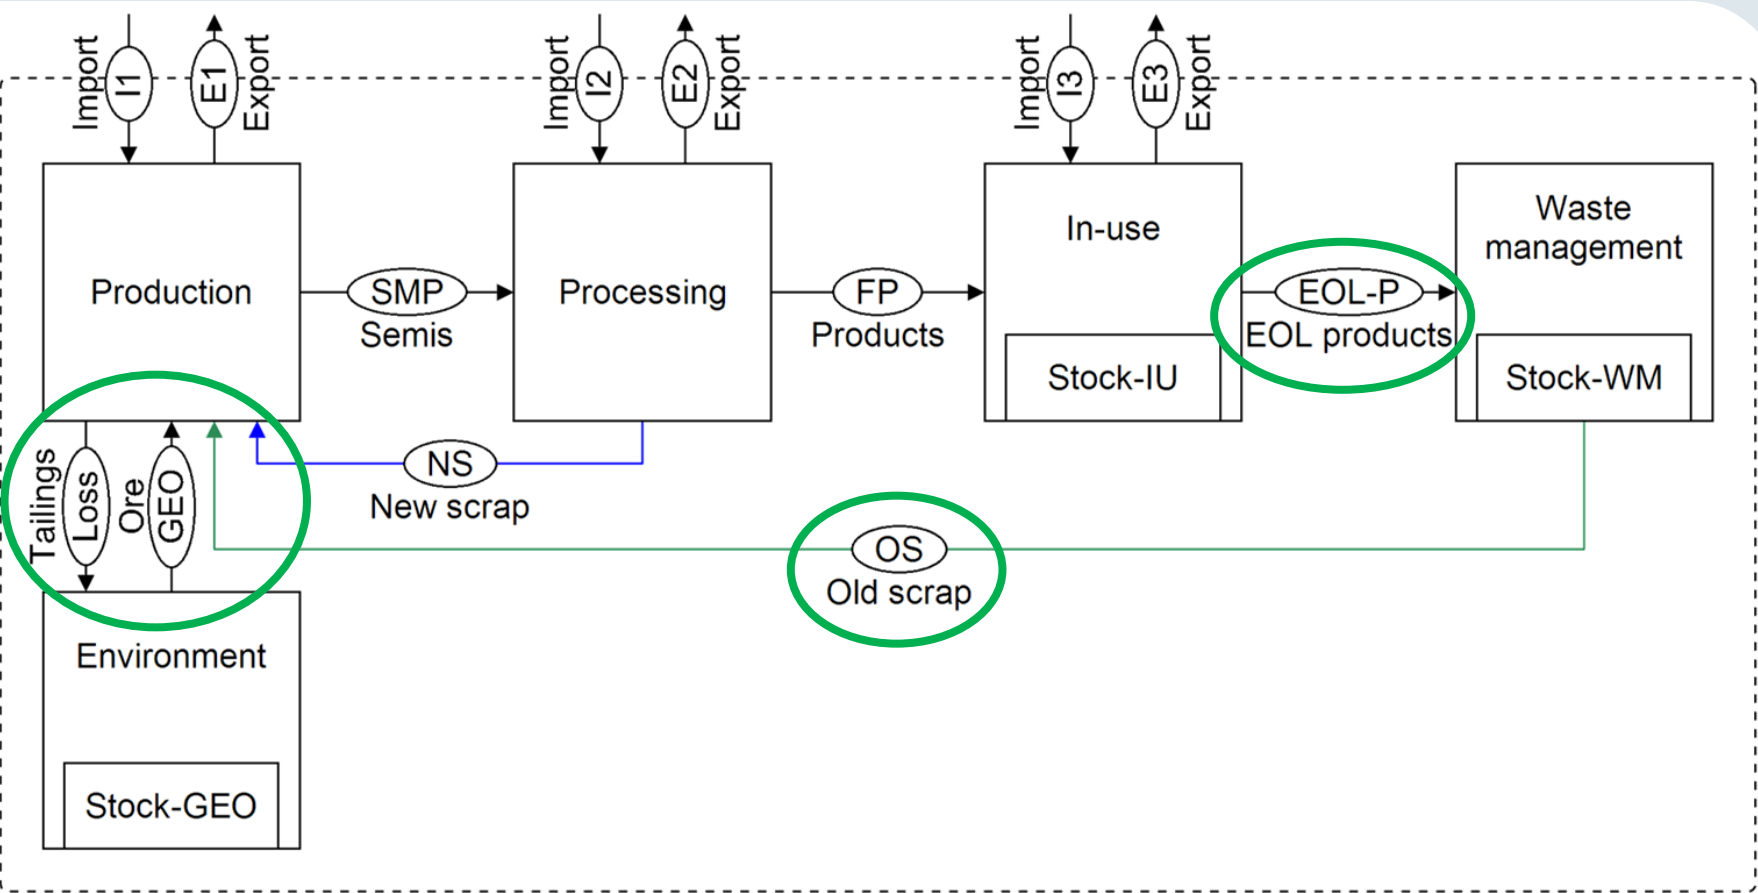 Import
I1
E1
Export
Import
I2
E2
Export
Import
I3
E3
Export
Production
SMP
Semis
Processing
FP
Products
In-use
Stock-IU
EOL-P
EOL products
Waste
management
Stock-WM
Tailings
Loss
Ore
GEO
NS
New scrap
OS
Old scrap
Environment
Stock-GEO